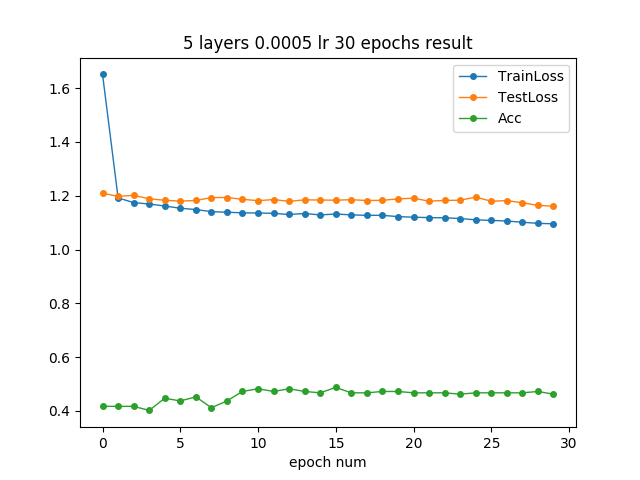 5 layers 0.0005 lr 30 epochs result
TrainLoss
TestLoss
Acc
1.6
1.4
1.2
1.0
0.8
0.6
0.4
0 5 10 15 20 25 30
epoch num